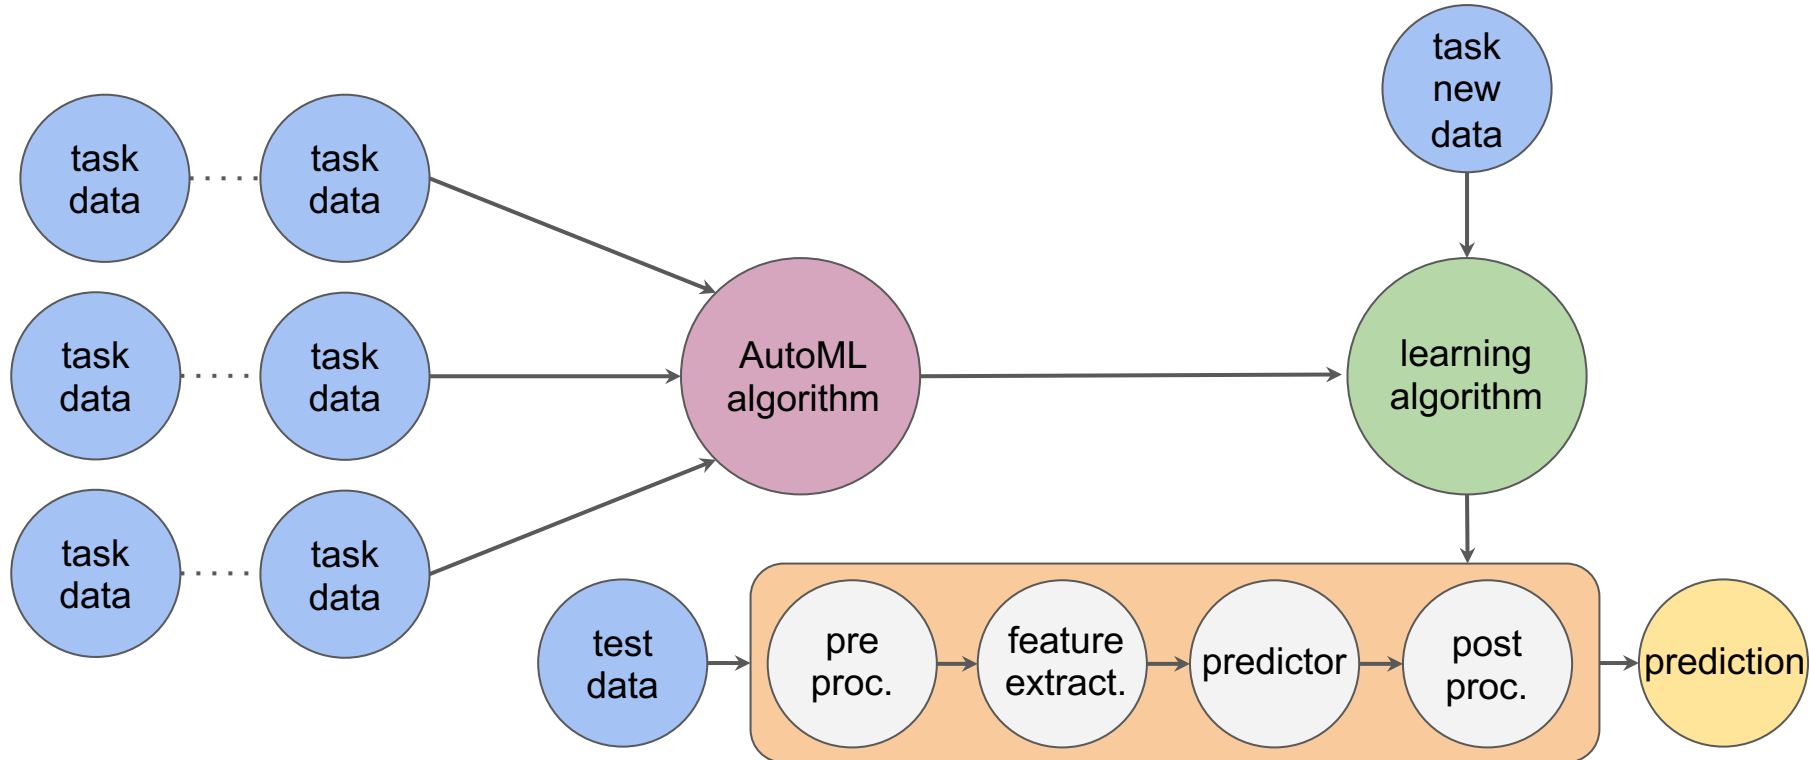 task
new
data
task
data
task
data
task
data
task
data
AutoML
algorithm
learning
algorithm
task
data
task
data
test
data
pre
proc.
feature
extract.
predictor
post
proc.
prediction